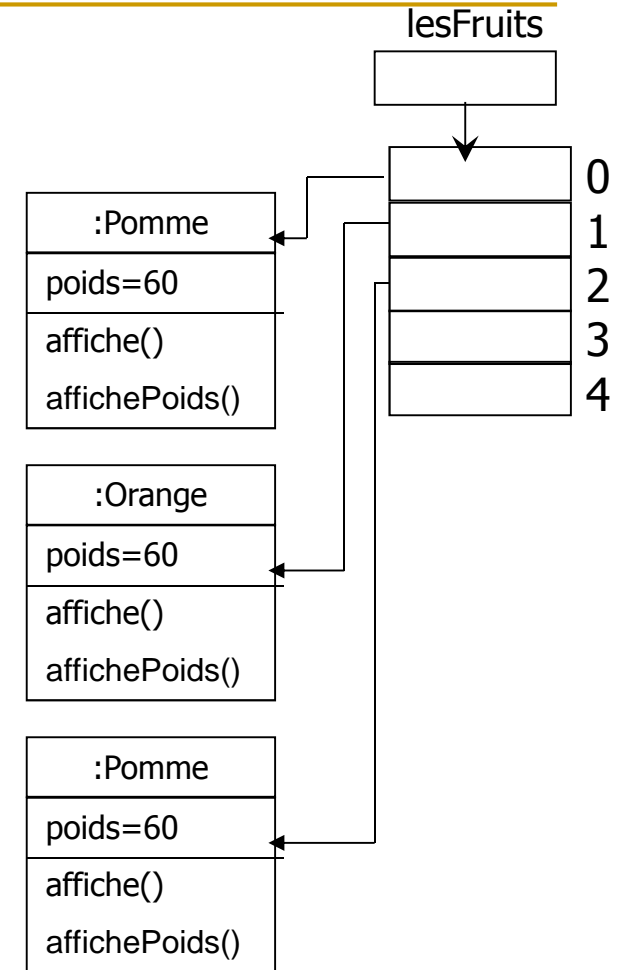 lesFruits
0
1
2
3
4
:Pomme
poids=60
affiche()
affichePoids()
:Orange
poids=60
affiche()
affichePoids()
:Pomme
poids=60
affiche()
affichePoids()